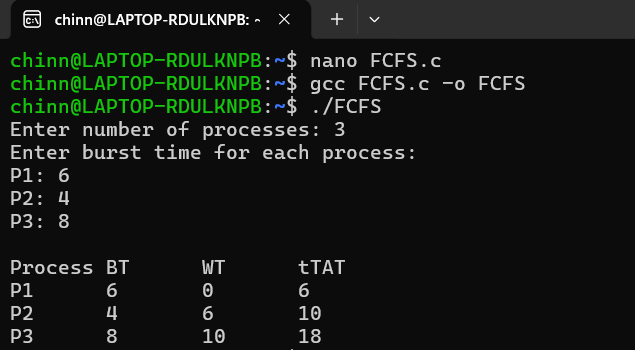 chinn@LAPTOP-RDULKNPB: ~
chinn@LAPTOP-RDULKNPB:~$ nano FCFS.c
chinn@LAPTOP-RDULKNPB:~$ gcc FCFS.c -o FCFS
chinn@LAPTOP-RDULKNPB:~$ ./FCFS
Enter number of processes: 3
Enter burst time for each process:
P1: 6
P2: 4
P3: 8
Process BT WT tTAT
P1 6 0 6
P2 4 6 10
P3 8 10 18